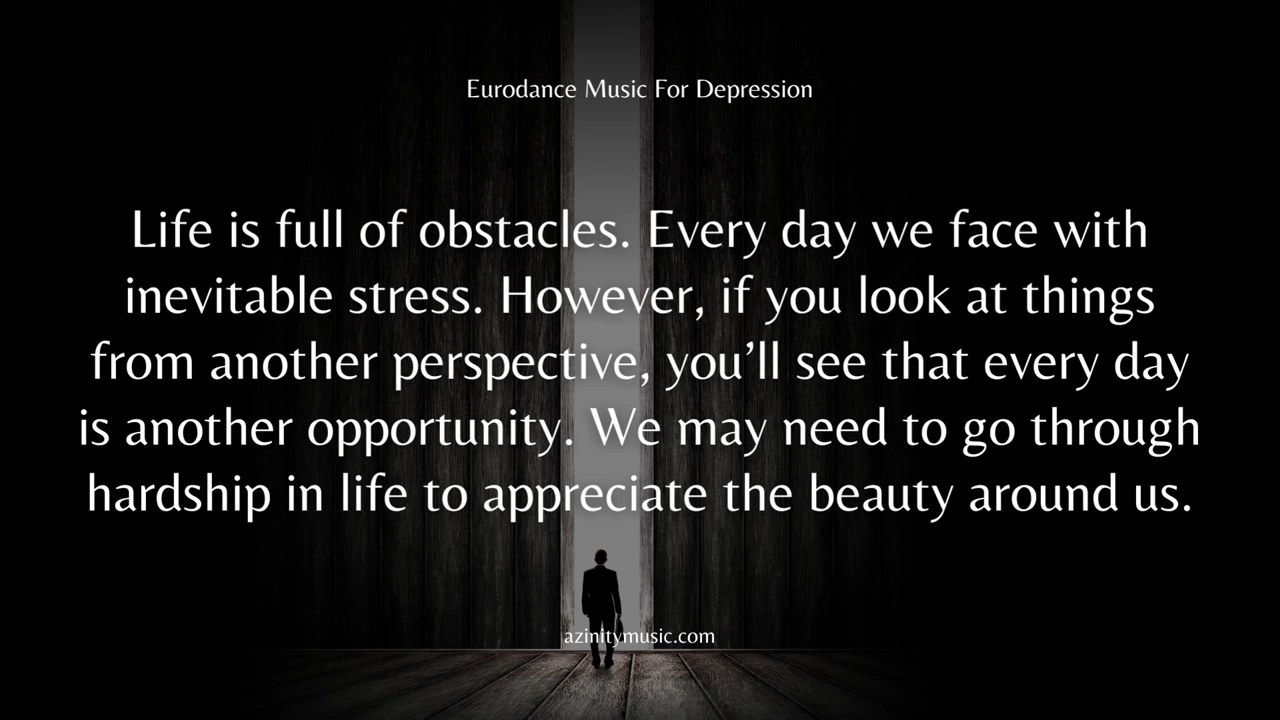 Eurodance Music For Depression
Life is full of obstacles. Every day we face with
inevitable stress. However, if you look at things
from another perspective, you’ll see that every day
is another opportunity. We may need to go through
hardship in life to appreciate the beauty around us.
azinitymusic.com